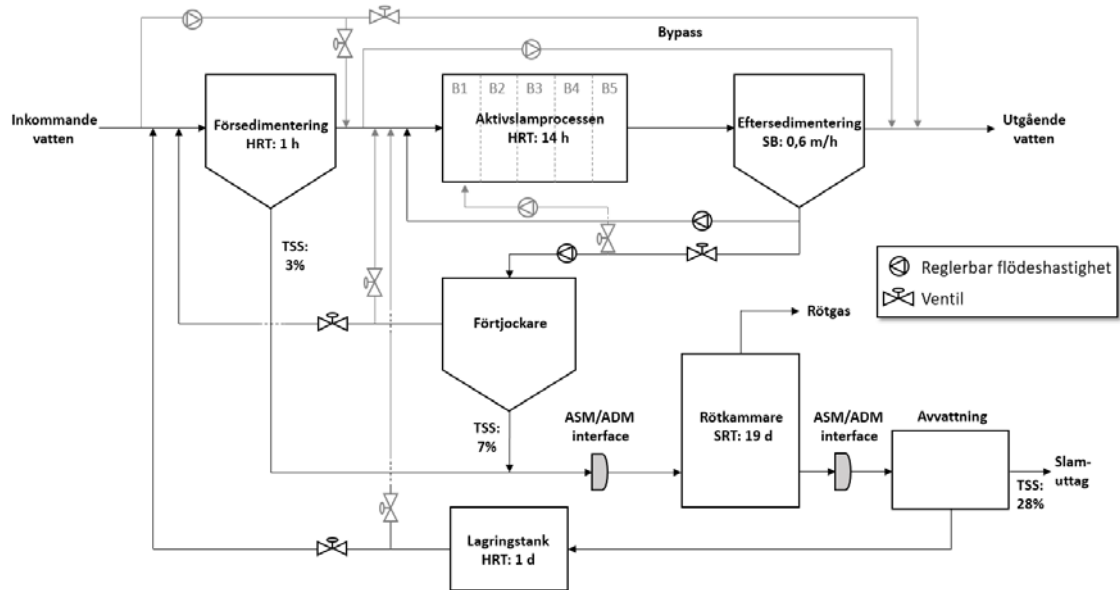 Bypass
Inkommande
vatten
Försedimentering
HRT: 1 h
B1 B2 B3 B4 B5
Aktivslamprocessen
HRT: 14 h
Eftersedimentering
SB: 0,6 m/h
Utgående
vatten
TSS:
3%
Reglerbar flödeshastighet
Ventil
Förtjockare
Rötgas
TSS:
7%
ASM/ADM
interface
Rötkammare
SRT: 19 d
ASM/ADM
interface
Avvattning
Slam-
uttag
TSS:
28%
Lagringstank
HRT: 1 d